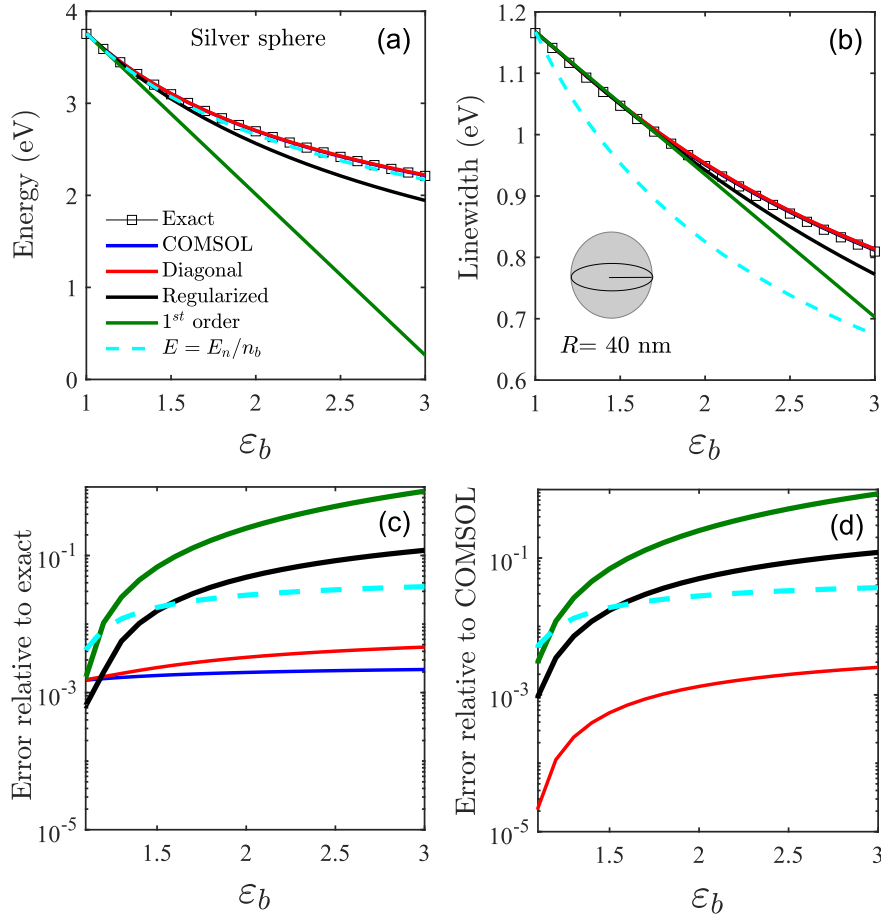 Silver sphere
(a)
Energy (eV)
4
3
2
1
0
Exact
COMSOL
Diagonal
Regularized
1st order
E = En/nb
1
1.5
2
2.5
3
εb
(b)
Linewidth (eV)
1.2
1.1
1
0.9
0.8
0.7
0.6
R= 40 nm
1
1.5
2
2.5
3
εb
(c)
Error relative to exact
10-1
10-3
10-5
1.5
2
2.5
3
εb
(d)
Error relative to COMSOL
10-1
10-3
10-5
1.5
2
2.5
3
εb